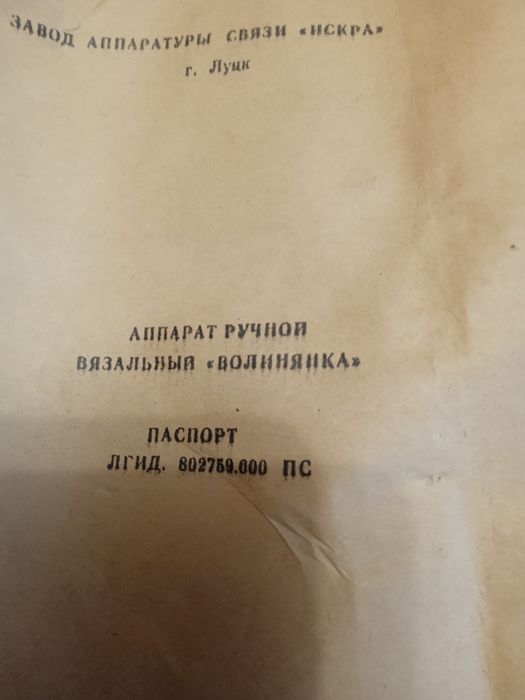 ЗАВОД АППАРАТУРЫ СВЯЗИ «ИСКРА»
г. Луцк
АППАРАТ РУЧНОЙ
ВЯЗАЛЬНЫЙ «ВОЛИНЯНКА»
ПАСПОРТ
ЛГИД. 802759.000 ПС